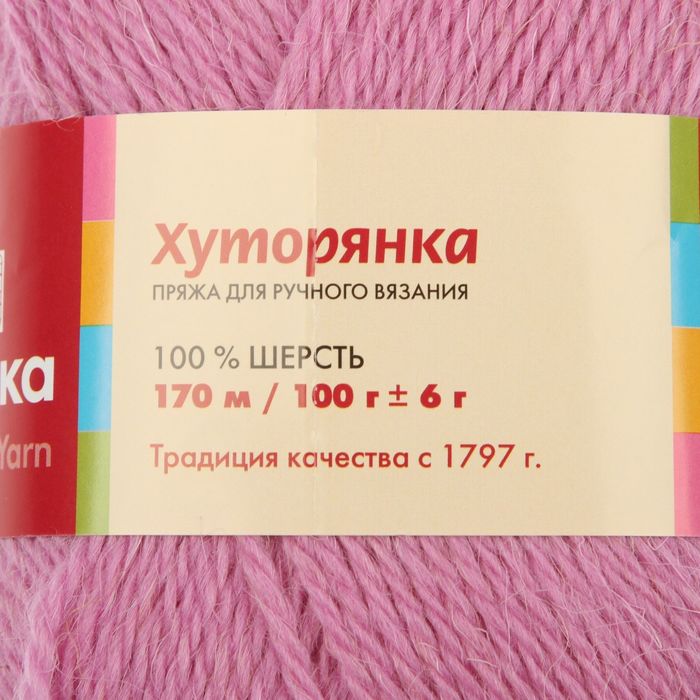 Хуторянка
ПРЯЖА ДЛЯ РУЧНОГО ВЯЗАНИЯ
100 % ШЕРСТЬ
170 м / 100 г ± 6 г
Традиция качества с 1797 г.
ка
Yarn